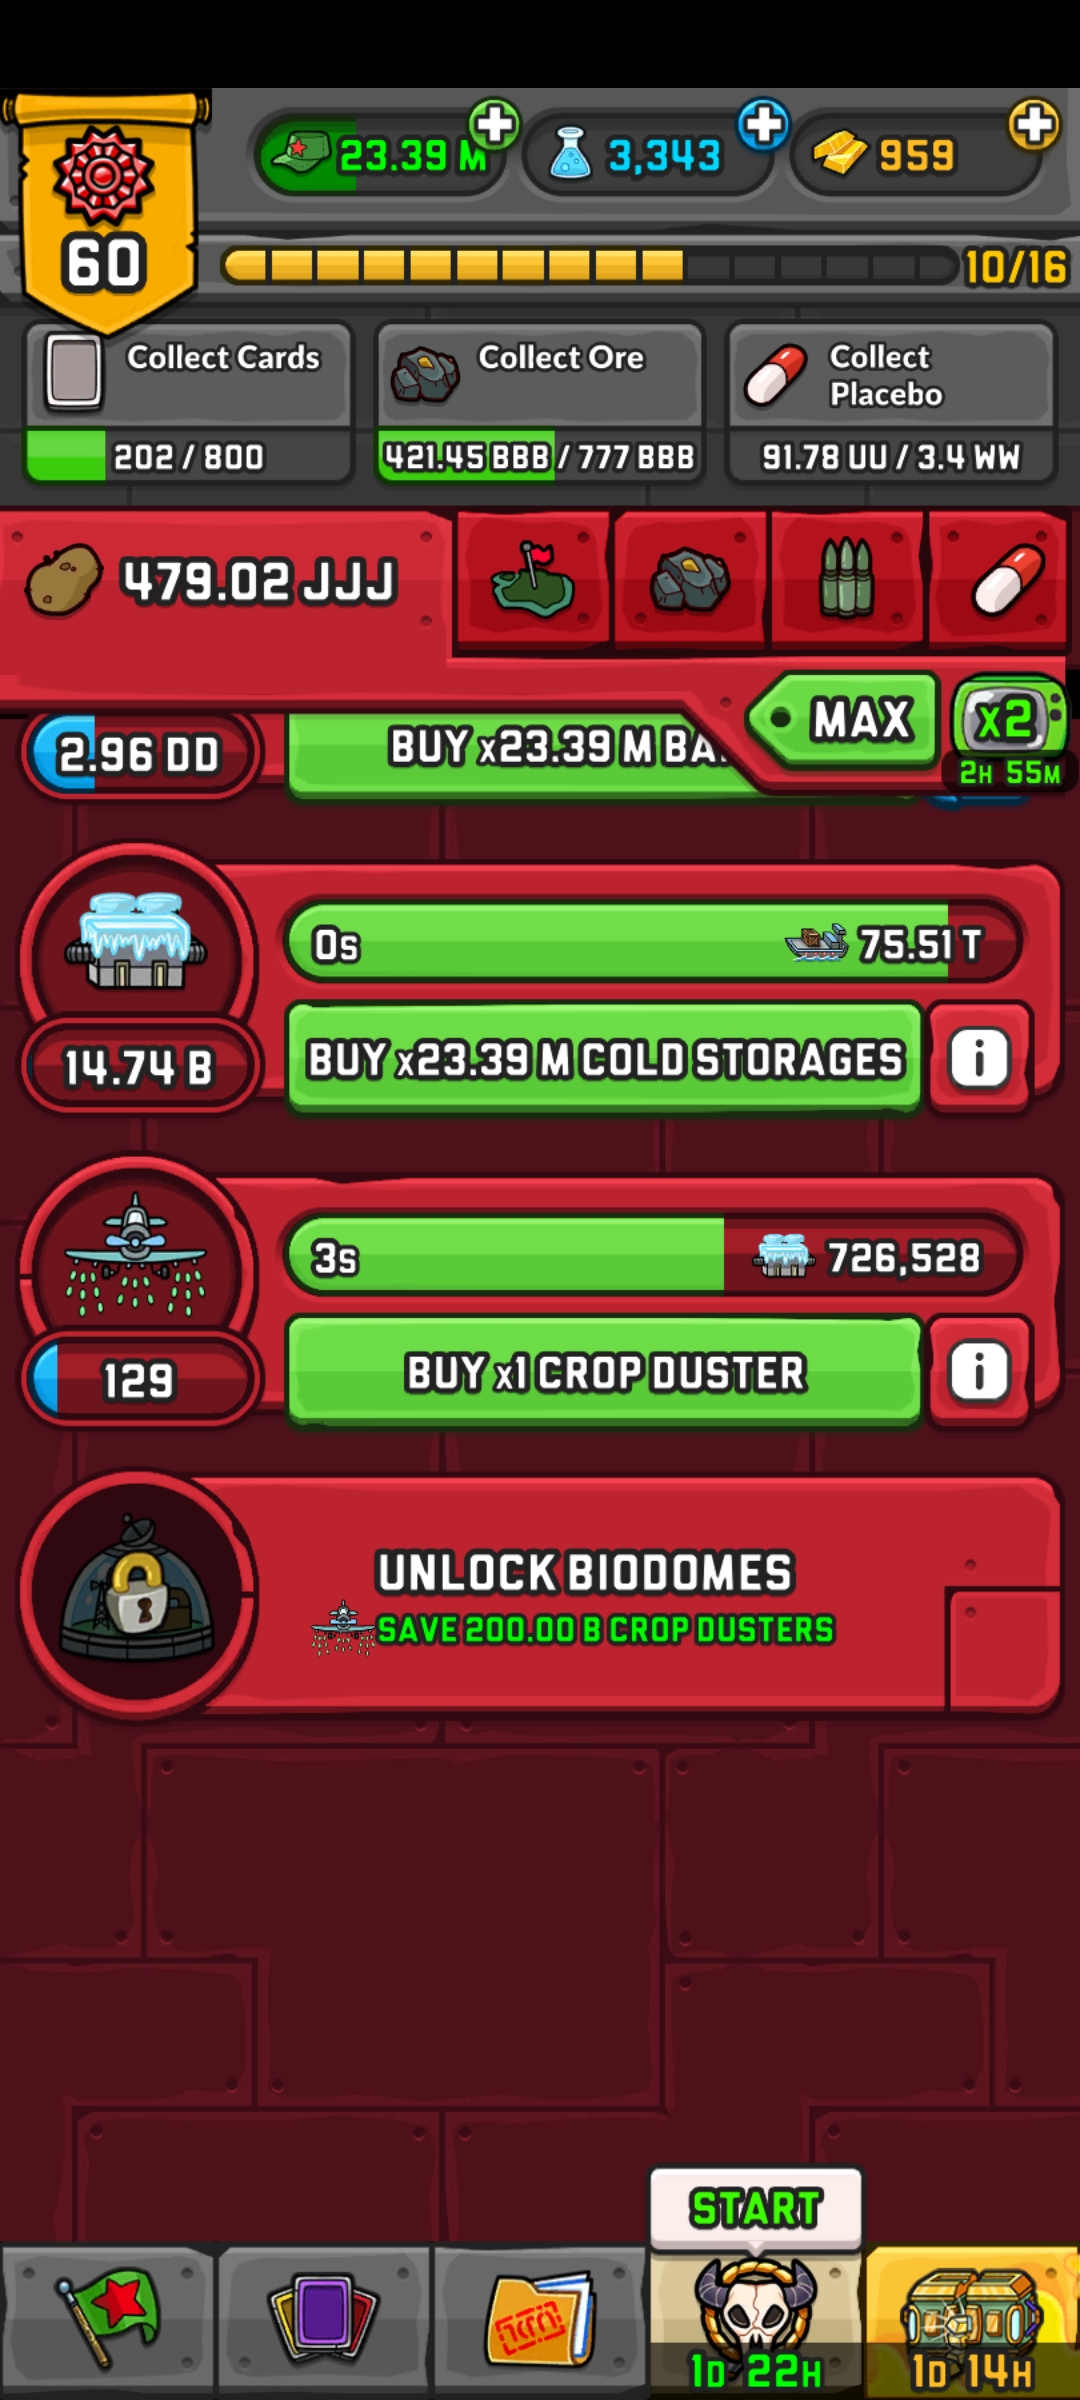 60
23.39 M
3,343
959
10/16
Collect Cards
202 / 800
Collect Ore
421.45 BBB / 777 BBB
Collect
Placebo
91.78 UU / 3.4 WW
479.02 JJJ
MAX
x2
2H 55M
2.96 DD
BUY x23.39 M
0s
75.51 T
14.74 B
BUY x23.39 M COLD STORAGES
i
3s
726,528
129
BUY x1 CROP DUSTER
i
UNLOCK BIODOMES
SAVE 200.00 B CROP DUSTERS
START
1D 22H
1D 14H